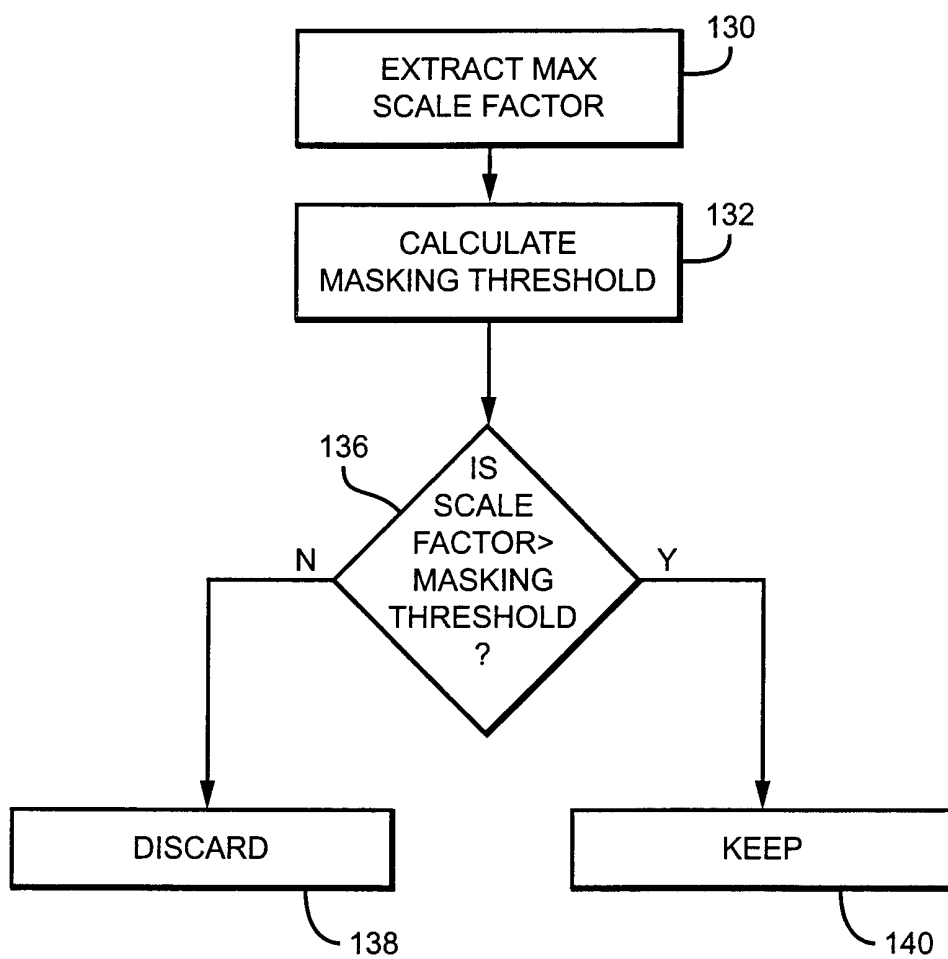 130
EXTRACT MAX
SCALE FACTOR
132
CALCULATE
MASKING THRESHOLD
136
IS
SCALE
FACTOR>
N
Y
MASKING
THRESHOLD
?
DISCARD
KEEP
138
140